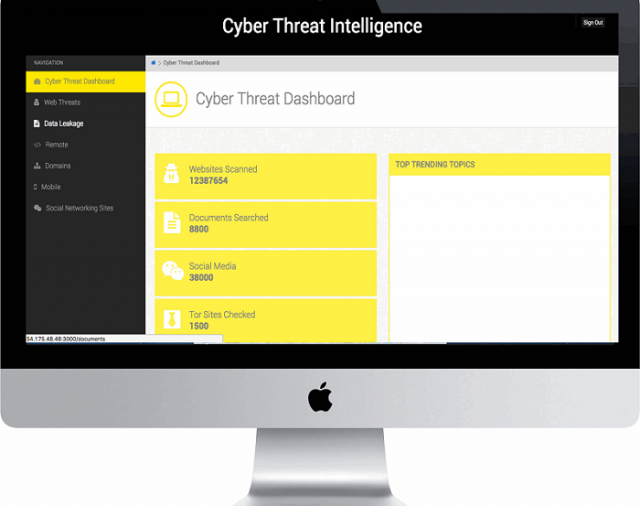 Cyber Threat Intelligence
Sign Out
NAVIGATION
Cyber Threat Dashboard
Web Threats
Data Leakage
Remote
Domains
Mobile
Social Networking Sites
> Cyber Threat Dashboard
Cyber Threat Dashboard
Websites Scanned
12387654
Documents Searched
8800
Social Media
38000
Tor Sites Checked
1500
TOP TRENDING TOPICS
54.175.48.48:3000/documents